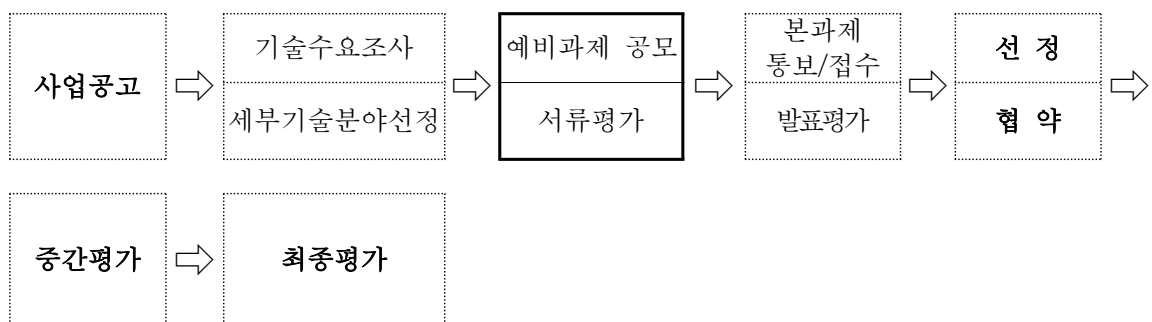 사업공고
기술수요조사
세부기술분야선정
예비과제 공모
서류평가
본과제
통보/접수
발표평가
선 정
협 약
중간평가
최종평가